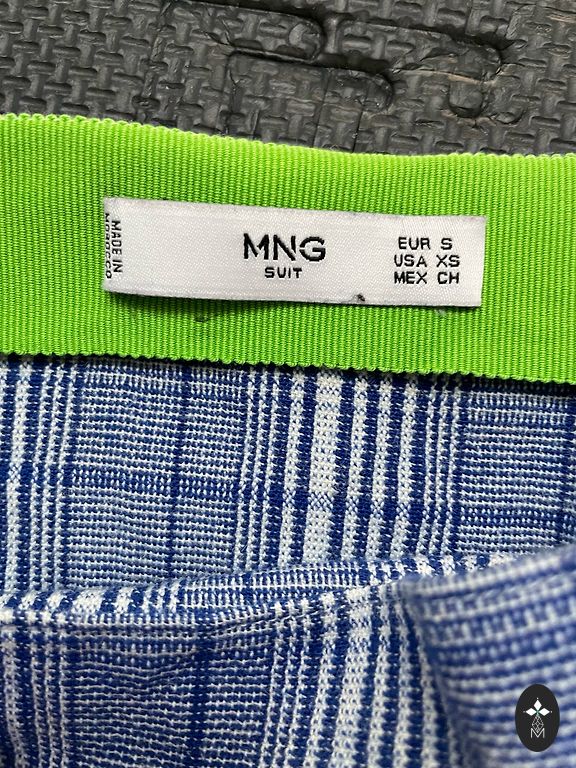 MADE IN
MOROCCO
MNG
SUIT
EUR S
USA XS
MEX CH